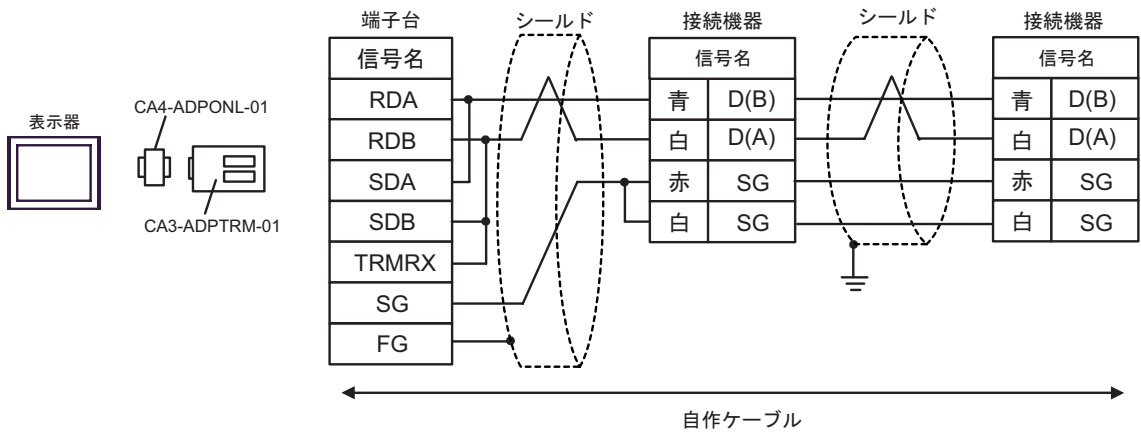 表示器
CA4-ADPONL-01
CA3-ADPTRM-01
端子台
信号名
RDA
RDB
SDA
SDB
TRMRX
SG
FG
シールド
接続機器
信号名
青 D(B)
白 D(A)
赤 SG
白 SG
シールド
接続機器
信号名
青 D(B)
白 D(A)
赤 SG
白 SG
自作ケーブル